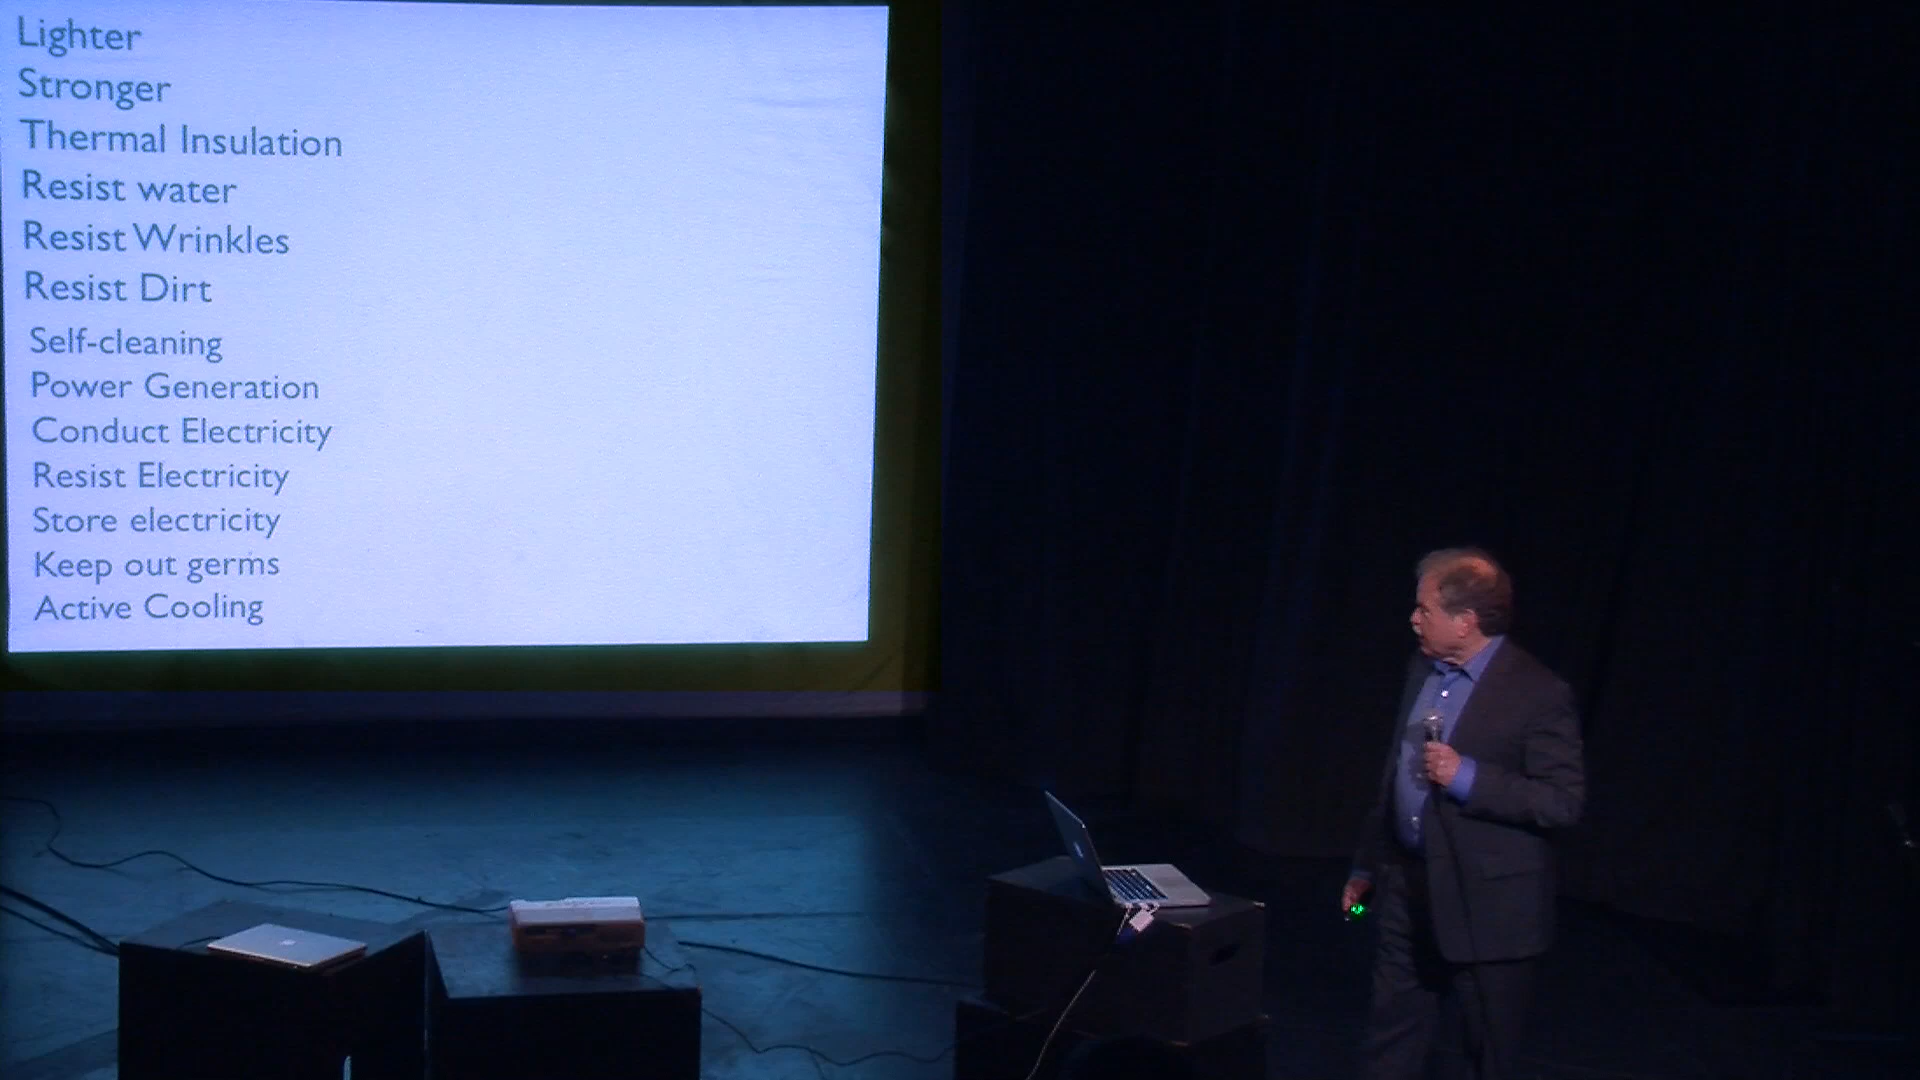 Lighter
Stronger
Thermal Insulation
Resist water
Resist Wrinkles
Resist Dirt
Self-cleaning
Power Generation
Conduct Electricity
Resist Electricity
Store electricity
Keep out germs
Active Cooling